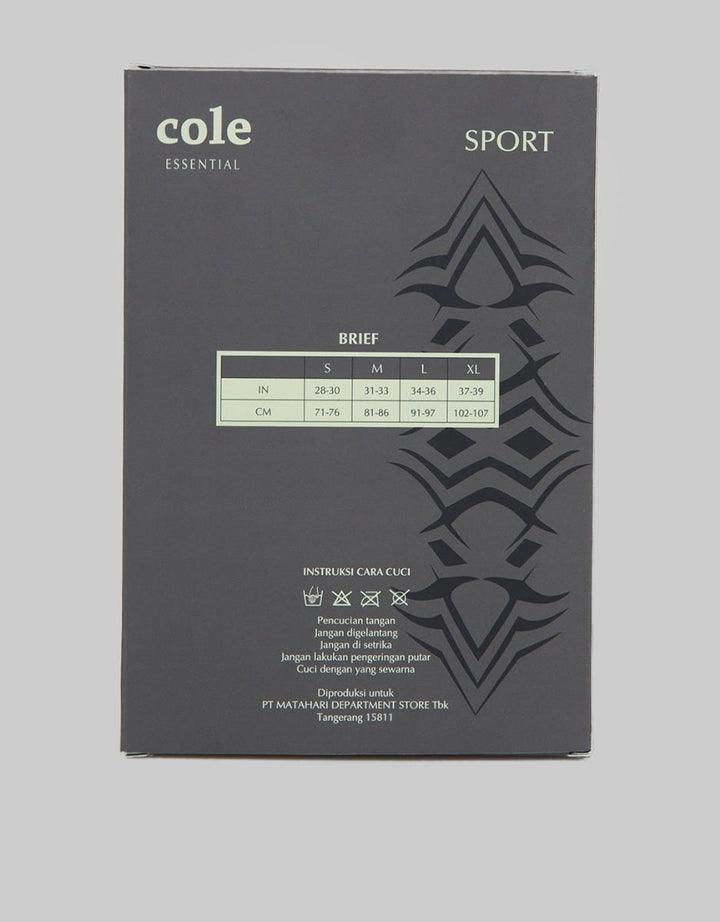 cole
ESSENTIAL
SPORT
BRIEF
S M L XL
IN 28-30 31-33 34-36 37-39
CM 71-76 81-86 91-97 102-107
INSTRUKSI CARA CUCI
Pencucian tangan
Jangan digelantang
Jangan di setrika
Jangan lakukan pengeringan putar
Cuci dengan yang sewarna
Diproduksi untuk
PT MATAHARI DEPARTMENT STORE Tbk
Tangerang 15811